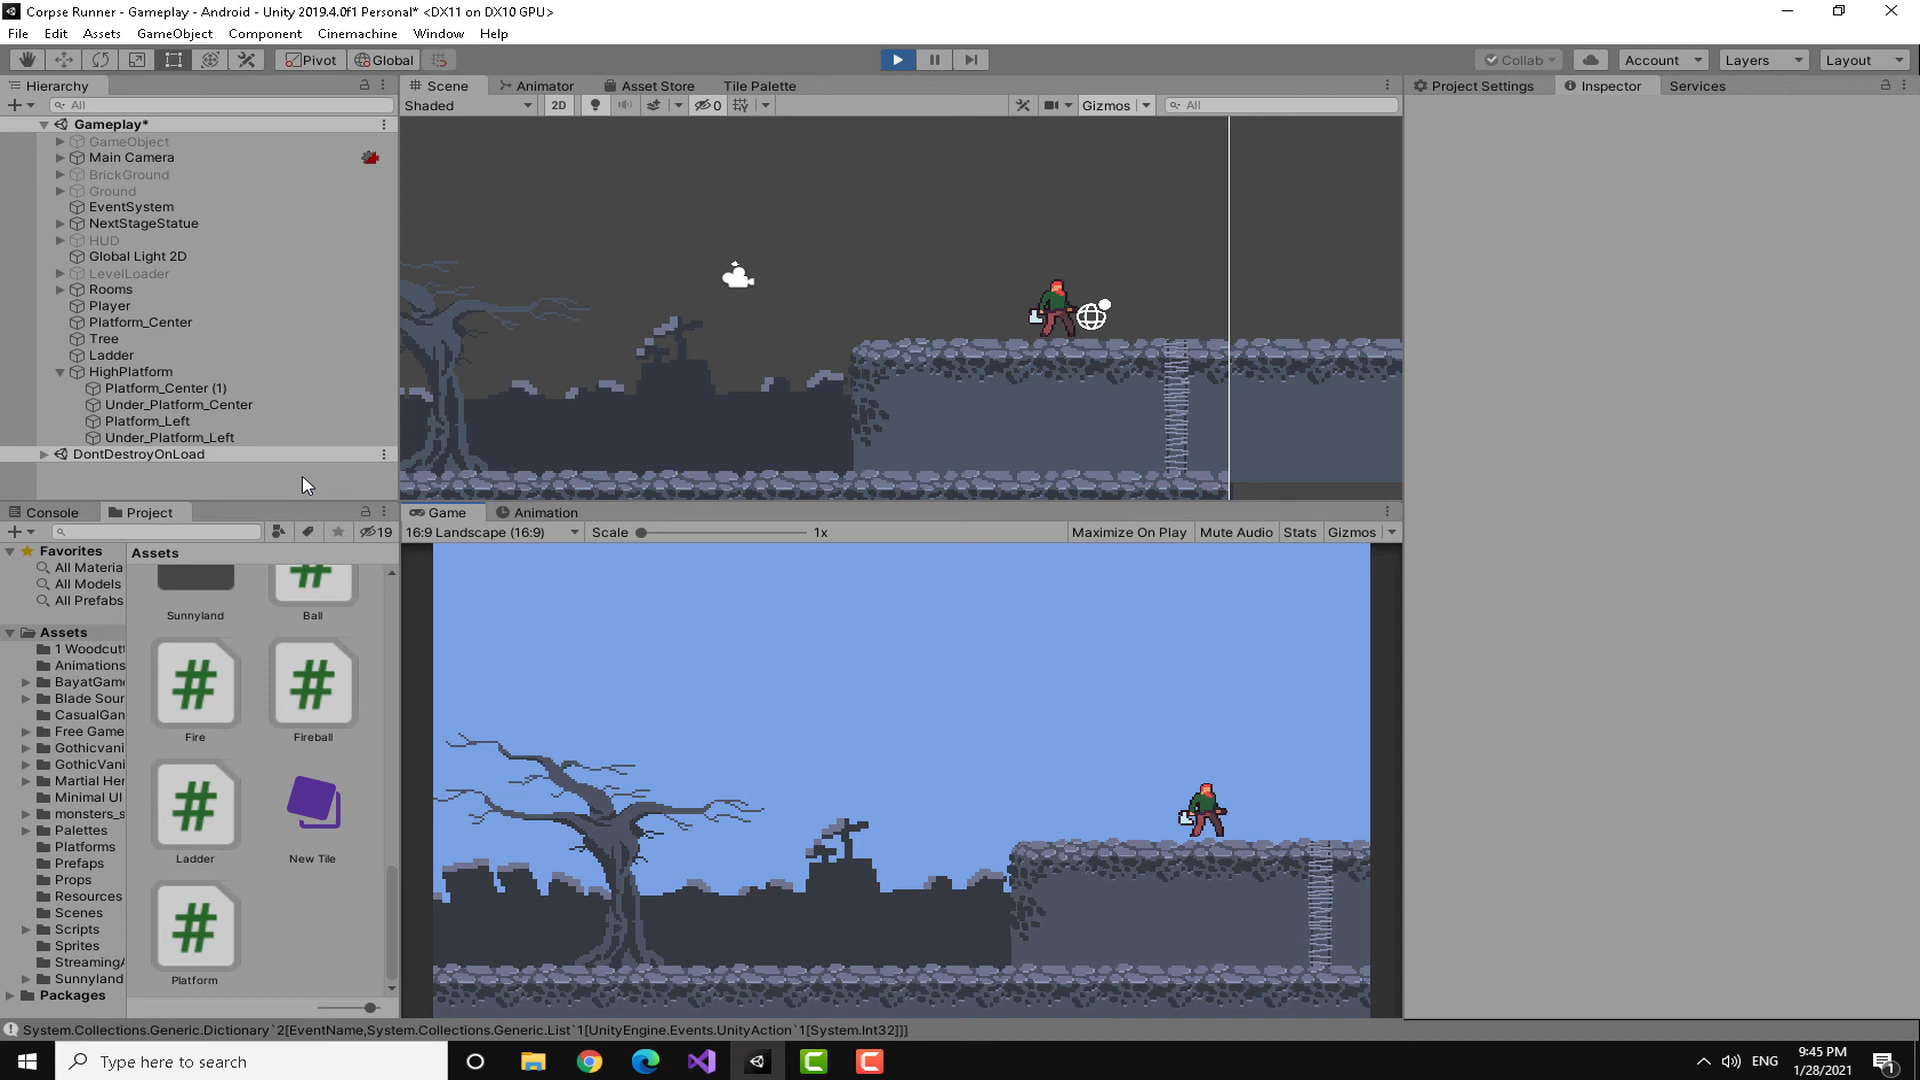 Corpse Runner - Gameplay - Android - Unity 2019.4.0f1 Personal* <DX11 on DX10 GPU>
File Edit Assets GameObject Component Cinemachine Window Help
Pivot Global Collab Account Layers Layout
Hierarchy Scene Animator Asset Store Tile Palette Project Settings Inspector Services
All Shaded 2D 0 Gizmos All
Gameplay*
GameObject
Main Camera
BrickGround
Ground
EventSystem
NextStageStatue
HUD
Global Light 2D
LevelLoader
Rooms
Player
Platform_Center
Tree
Ladder
HighPlatform
Platform_Center (1)
Under_Platform_Center
Platform_Left
Under_Platform_Left
DontDestroyOnLoad
Console Project Game Animation
19 16:9 Landscape (16:9) Scale 1x Maximize On Play Mute Audio Stats Gizmos
Favorites
All Materia
All Models
All Prefabs
Assets
1 Woodcut
Animations
BayatGame
Blade Sour
CasualGan
Free Game
Gothicvani
GothicVani
Martial Her
Minimal UI
monsters_s
Palettes
Platforms
Prefaps
Props
Resources
Scenes
Scripts
Sprites
StreamingA
Sunnyland
Packages
Assets
Sunnyland Ball
Fire Fireball
Ladder New Tile
Platform
System.Collections.Generic.Dictionary`2[EventName,System.Collections.Generic.List`1[UnityEngine.Events.UnityAction`1[System.Int32]]]
Type here to search
ENG
9:45 PM
1/28/2021
1